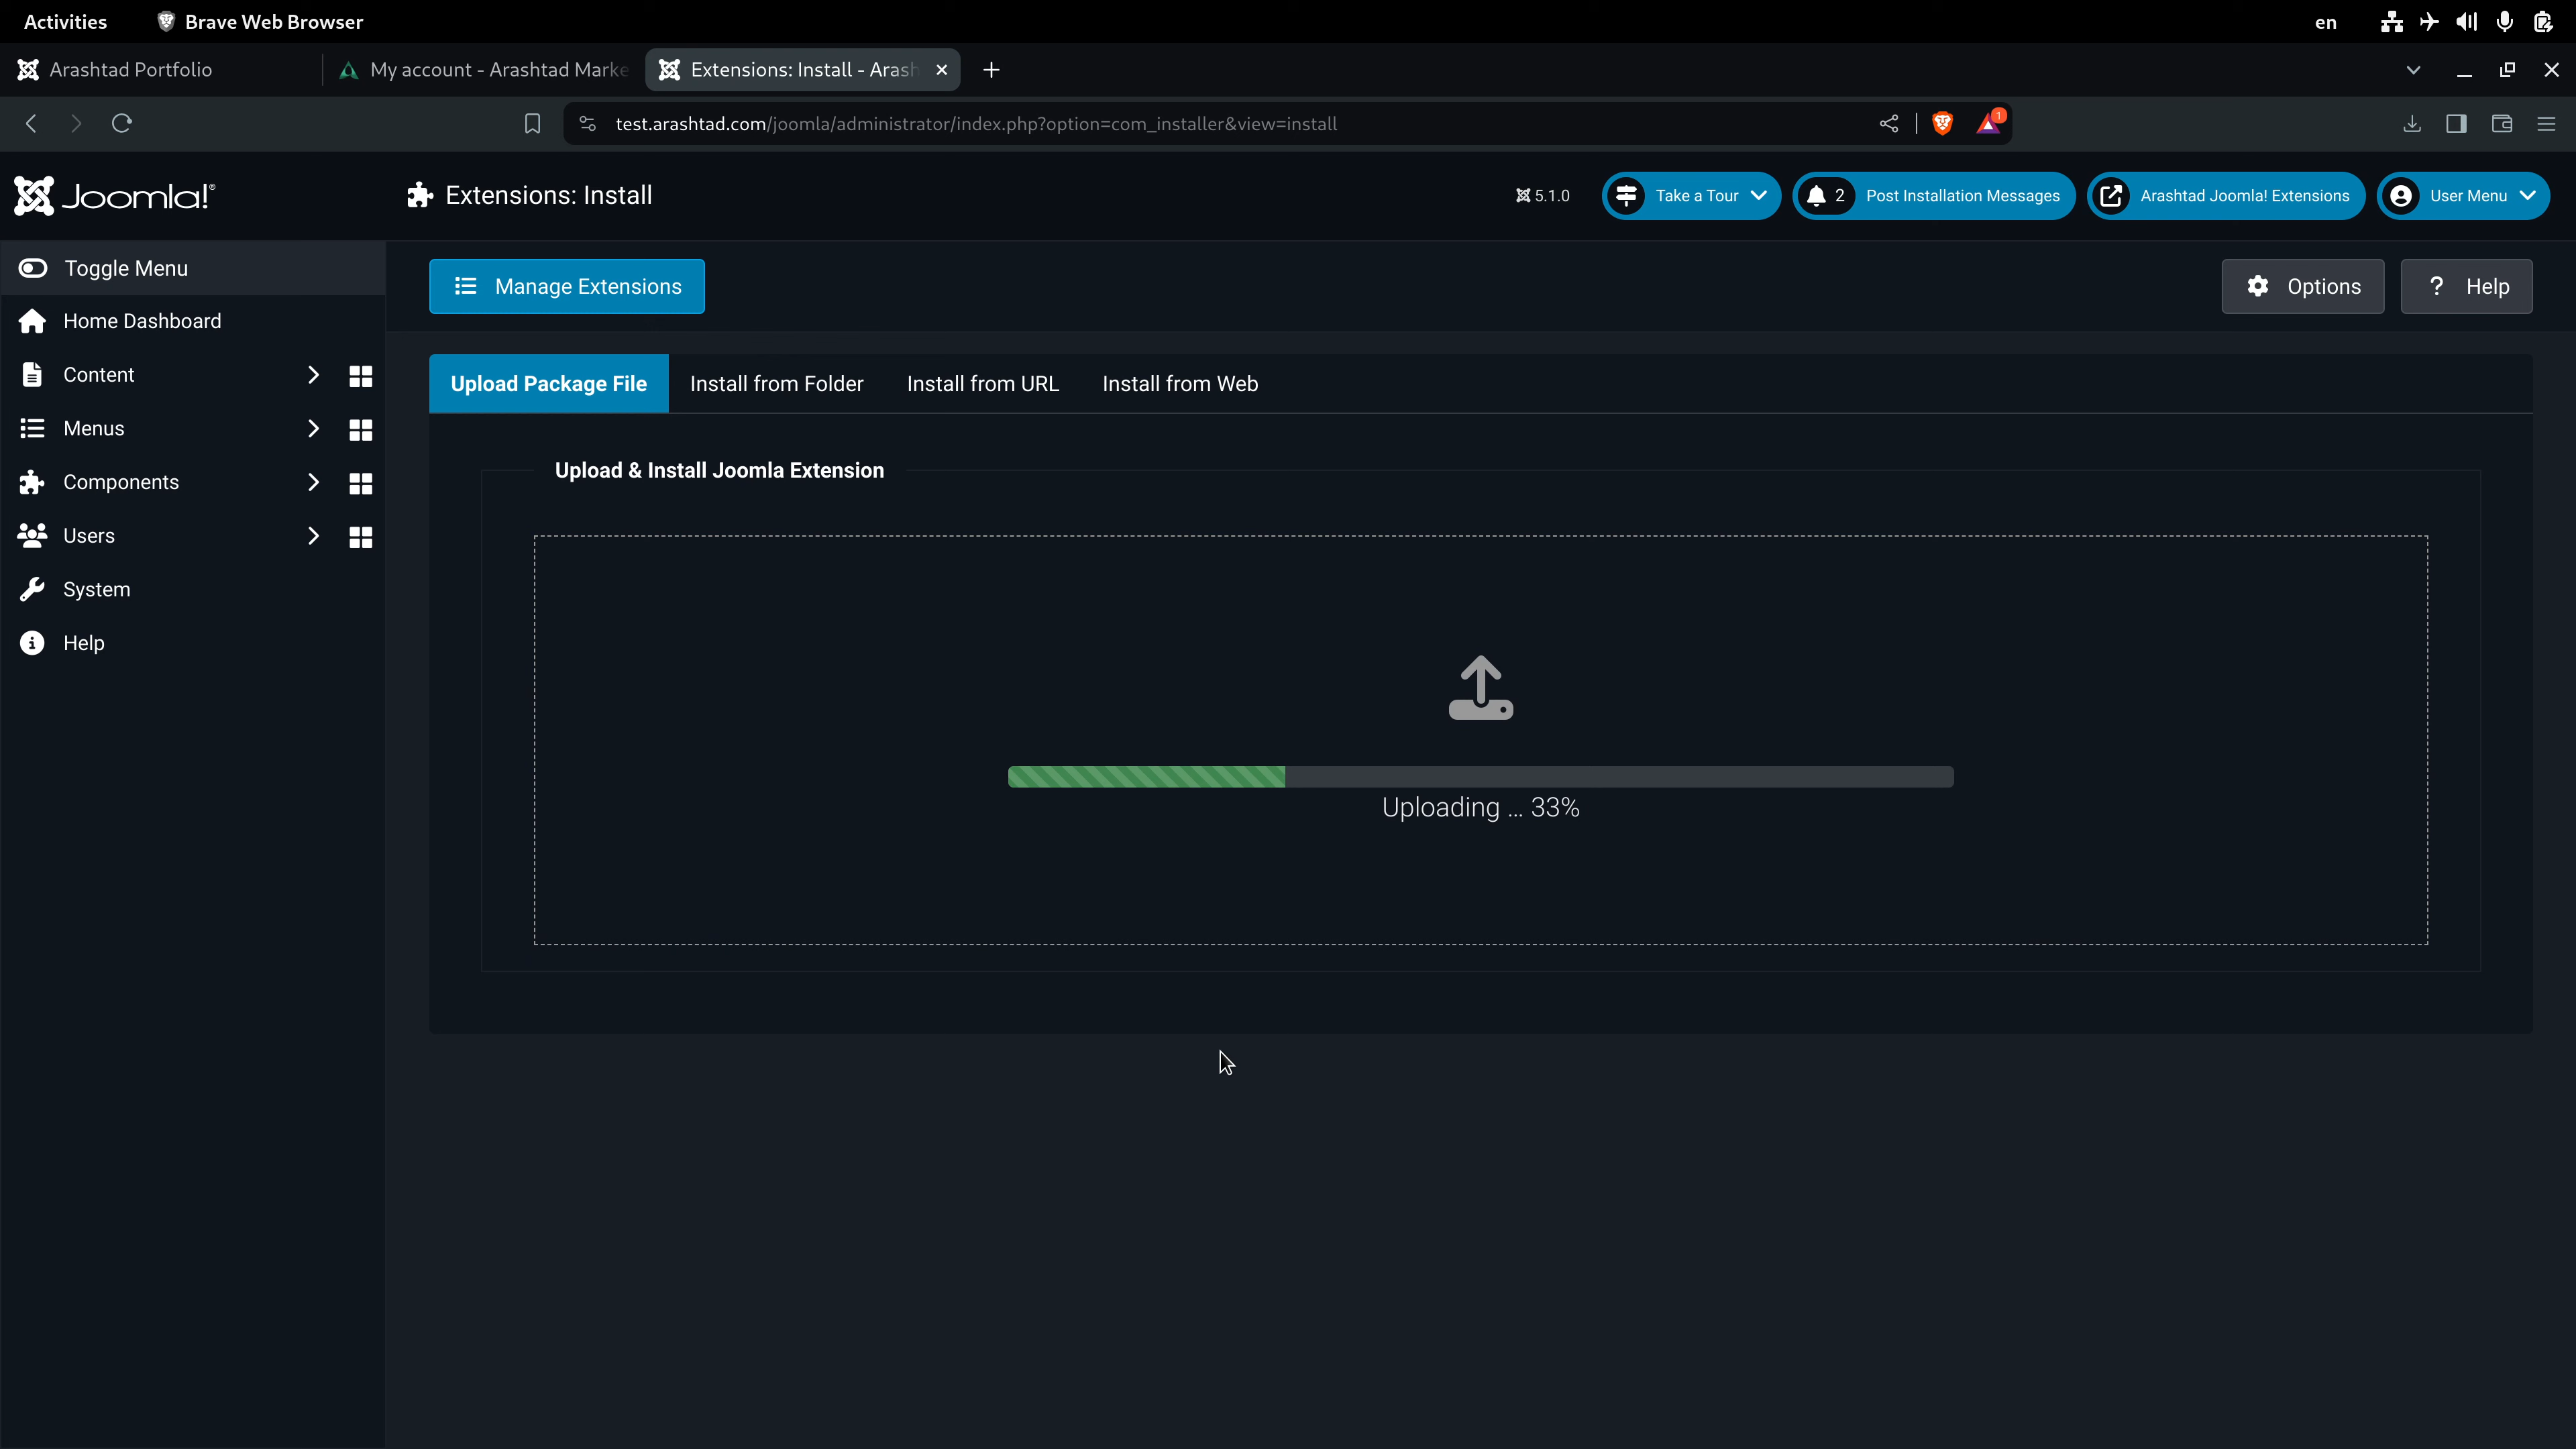 Activities
Brave Web Browser
en
Arashtad Portfolio
My account - Arashtad Marke
Extensions: Install - Arash
test.arashtad.com/joomla/administrator/index.php?option=com_installer&view=install
1
Joomla!®
Extensions: Install
5.1.0
Take a Tour
2
Post Installation Messages
Arashtad Joomla! Extensions
User Menu
Toggle Menu
Home Dashboard
Content
Menus
Components
Users
System
Help
Manage Extensions
Options
? Help
Upload Package File
Install from Folder
Install from URL
Install from Web
Upload & Install Joomla Extension
Uploading ... 33%